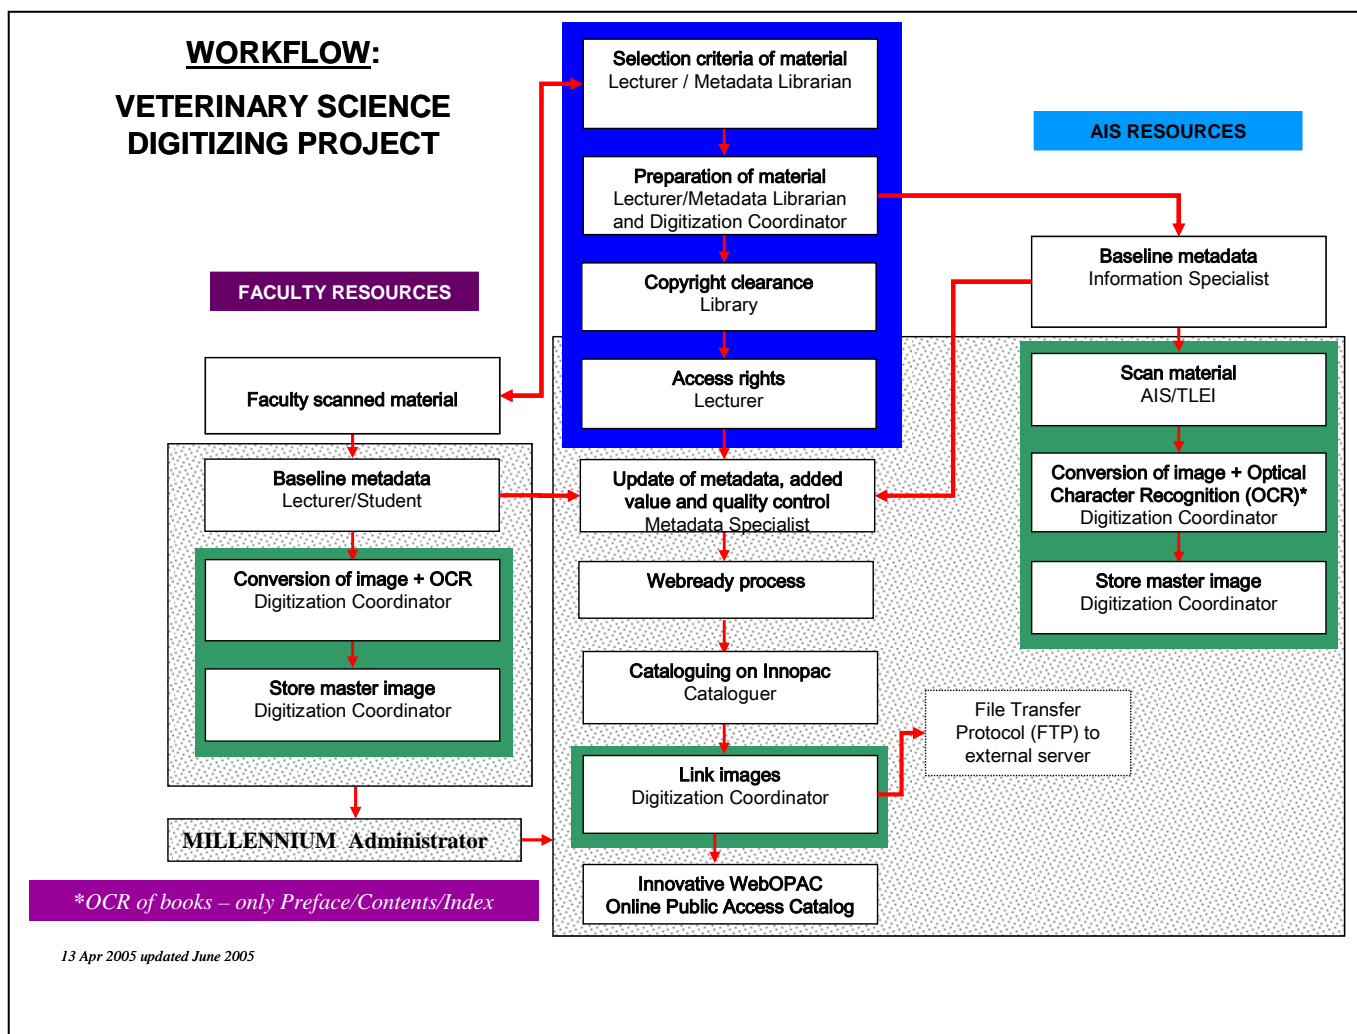 WORKFLOW:
VETERINARY SCIENCE
DIGITIZING PROJECT
Selection criteria of material
Lecturer / Metadata Librarian
AIS RESOURCES
Preparation of material
Lecturer/Metadata Librarian
and Digitization Coordinator
Baseline metadata
Information Specialist
FACULTY RESOURCES
Copyright clearance
Library
Faculty scanned material
Access rights
Lecturer
Scan material
AIS/TLEI
Baseline metadata
Lecturer/Student
Update of metadata, added
value and quality control
Metadata Specialist
Conversion of image + Optical
Character Recognition (OCR)*
Digitization Coordinator
Conversion of image + OCR
Digitization Coordinator
Webready process
Store master image
Digitization Coordinator
Store master image
Digitization Coordinator
Cataloguing on Innopac
Cataloguer
File Transfer
Protocol (FTP) to
external server
Link images
Digitization Coordinator
MILLENNIUM Administrator
Innovative WebOPAC
Online Public Access Catalog
*OCR of books – only Preface/Contents/Index
13 Apr 2005 updated June 2005